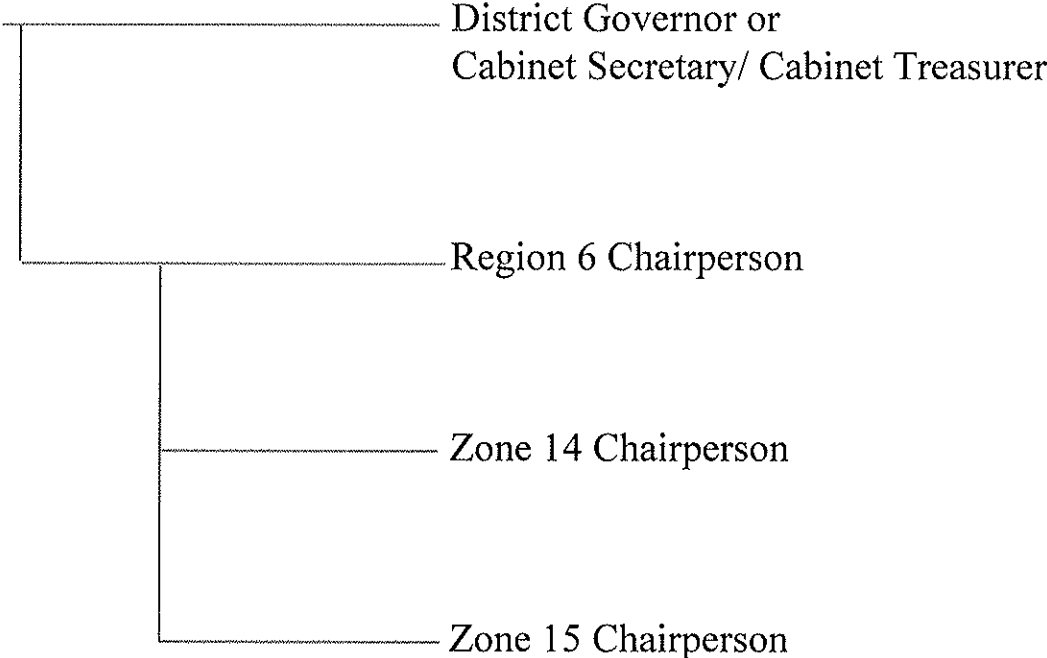 District Governor or
Cabinet Secretary/ Cabinet Treasurer
Region 6 Chairperson
Zone 14 Chairperson
Zone 15 Chairperson